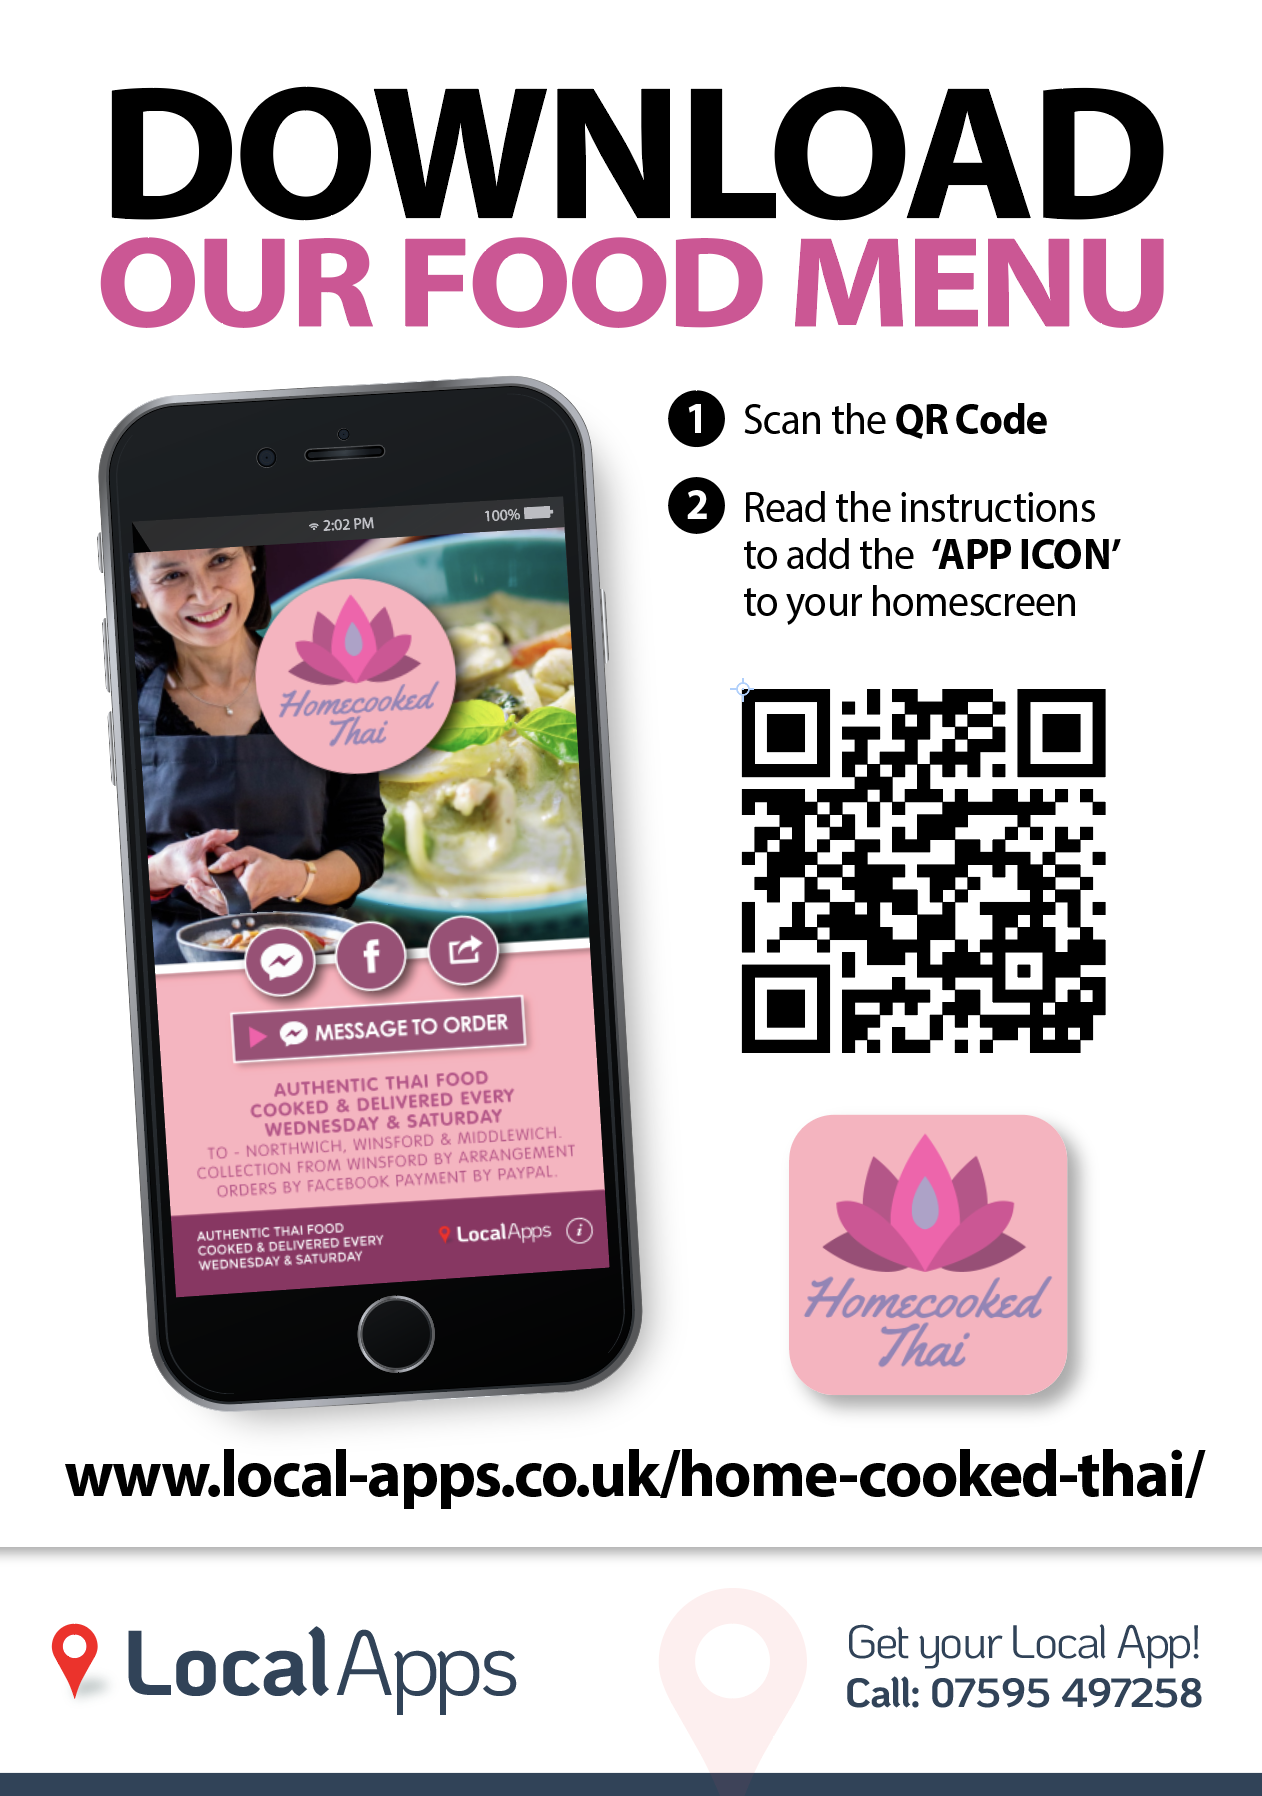 DOWNLOAD
OUR FOOD MENU
1 Scan the QR Code
2 Read the instructions
to add the 'APP ICON'
to your homescreen
2:02 PM 100%
Homecooked
Thai
MESSAGE TO ORDER
AUTHENTIC THAI FOOD
COOKED & DELIVERED EVERY
WEDNESDAY & SATURDAY
TO - NORTHWICH, WINSFORD & MIDDLEWICH.
COLLECTION FROM WINSFORD BY ARRANGEMENT
ORDERS BY FACEBOOK PAYMENT BY PAYPAL.
AUTHENTIC THAI FOOD
COOKED & DELIVERED EVERY
WEDNESDAY & SATURDAY
LocalApps i
Homecooked
Thai
www.local-apps.co.uk/home-cooked-thai/
LocalApps
Get your Local App!
Call: 07595 497258